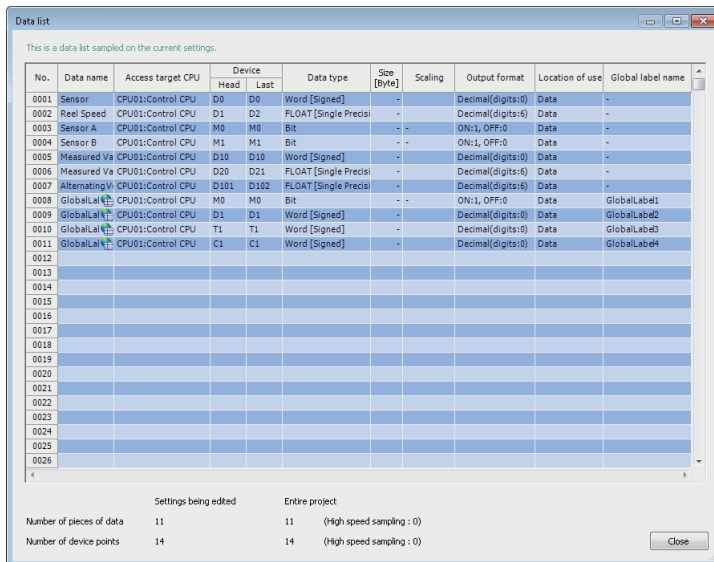 Data list
This is a data list sampled on the current settings.
No. Data name Access target CPU Device Head Last Data type Size [Byte] Scaling Output format Location of use Global label name
0001 Sensor CPU01:Control CPU D0 D0 Word [Signed] - Decimal(digits:0) Data -
0002 Reel Speed CPU01:Control CPU D1 D2 FLOAT [Single Precisi - Decimal(digits:6) Data -
0003 Sensor A CPU01:Control CPU M0 M0 Bit - - ON:1, OFF:0 Data -
0004 Sensor B CPU01:Control CPU M1 M1 Bit - - ON:1, OFF:0 Data -
0005 Measured Va CPU01:Control CPU D10 D10 Word [Signed] - Decimal(digits:0) Data -
0006 Measured Va CPU01:Control CPU D20 D21 FLOAT [Single Precisi - Decimal(digits:6) Data -
0007 Alternating V CPU01:Control CPU D101 D102 FLOAT [Single Precisi - Decimal(digits:6) Data -
0008 GlobalLal CPU01:Control CPU M0 M0 Bit - - ON:1, OFF:0 Data GlobalLabel1
0009 GlobalLal CPU01:Control CPU D1 D1 Word [Signed] - Decimal(digits:0) Data GlobalLabel2
0010 GlobalLal CPU01:Control CPU T1 T1 Word [Signed] - Decimal(digits:0) Data GlobalLabel3
0011 GlobalLal CPU01:Control CPU C1 C1 Word [Signed] - Decimal(digits:0) Data GlobalLabel4
0012
0013
0014
0015
0016
0017
0018
0019
0020
0021
0022
0023
0024
0025
0026
Settings being edited Entire project
Number of pieces of data 11 11 (High speed sampling : 0)
Number of device points 14 14 (High speed sampling : 0)
Close